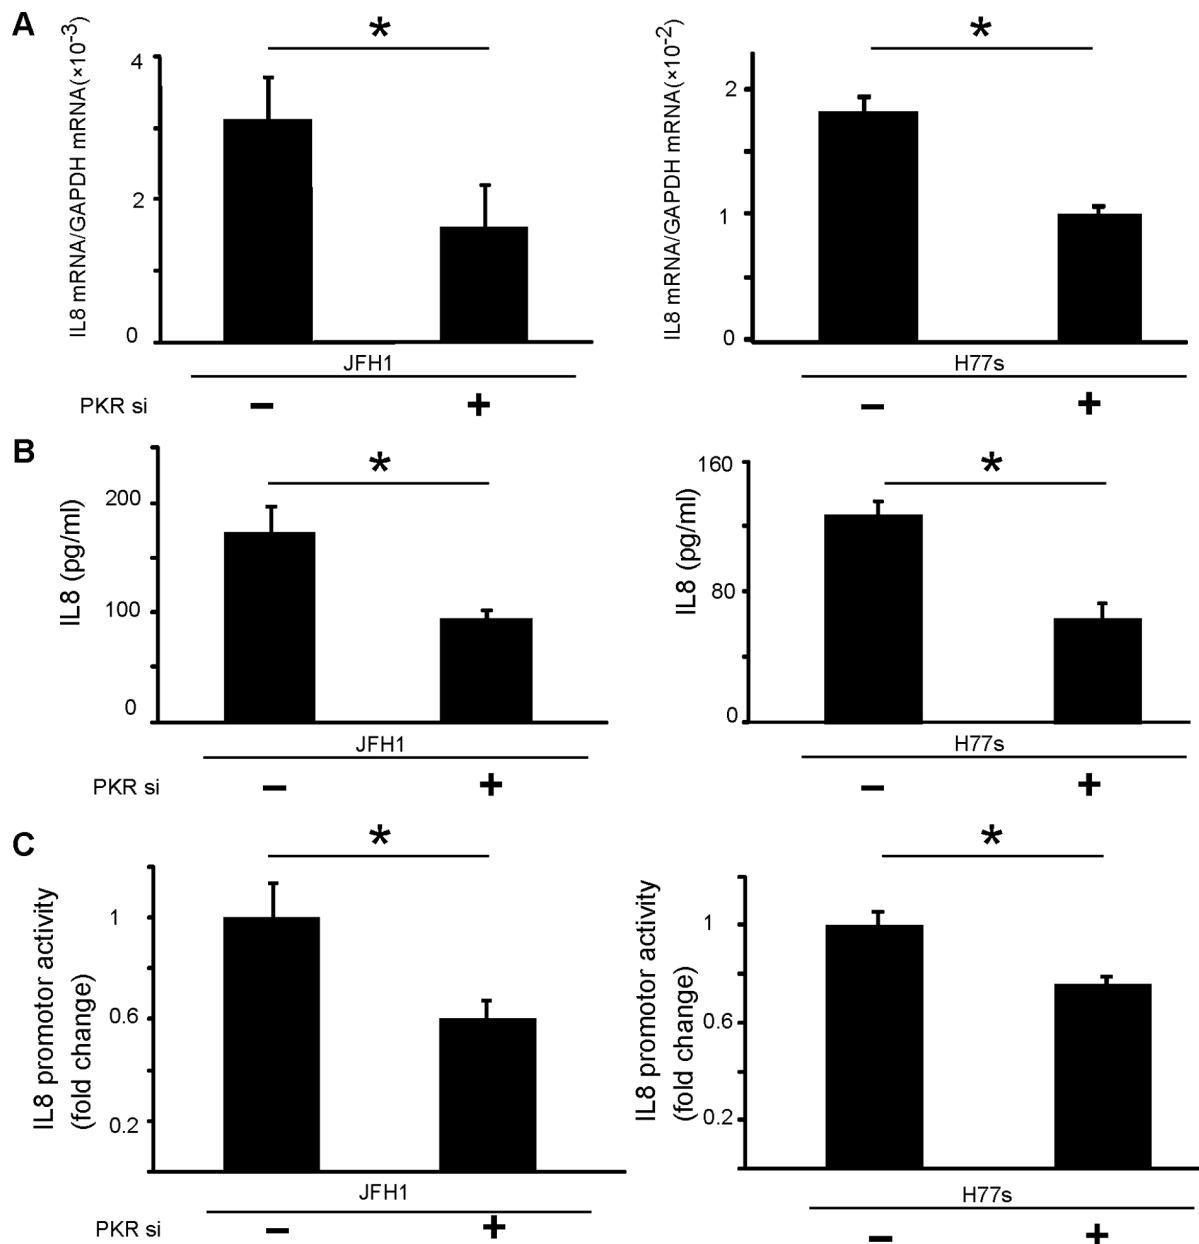 A
IL8 mRNA/GAPDH mRNA(×10-3)
4
2
0
*
JFH1
PKR si
−
+
IL8 mRNA/GAPDH mRNA(×10-2)
2
1
0
*
H77s
−
+
B
IL8 (pg/ml)
200
100
0
*
JFH1
PKR si
−
+
IL8 (pg/ml)
160
80
0
*
H77s
−
+
C
IL8 promotor activity
(fold change)
1
0.6
0.2
*
JFH1
PKR si
−
+
IL8 promotor activity
(fold change)
1
0.6
0.2
*
H77s
−
+